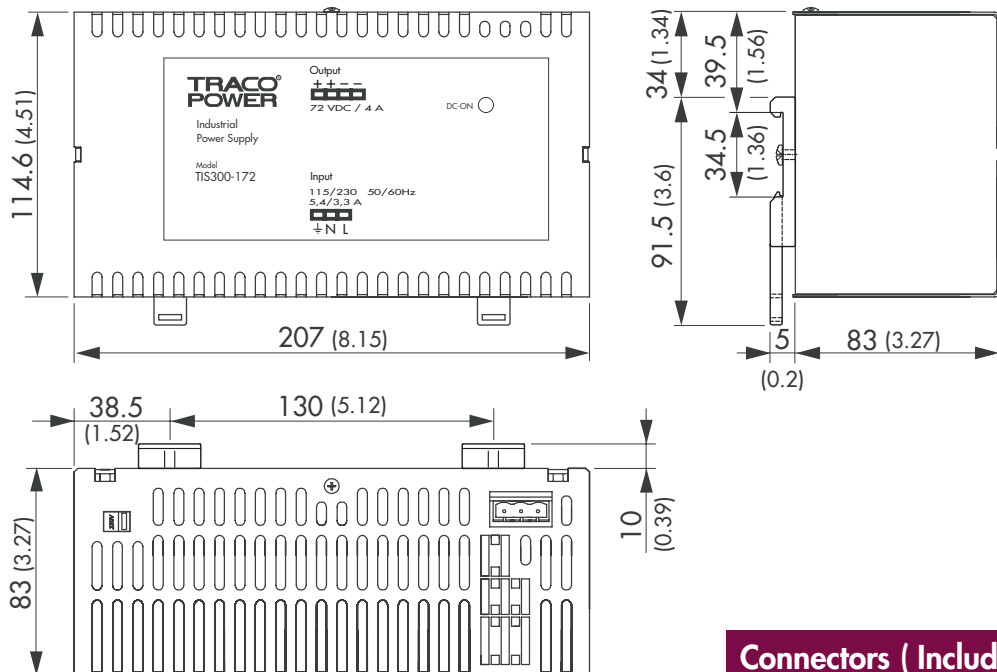 TRACO®
POWER
Industrial
Power Supply
Model
TIS300-172
Output
++--
72 VDC / 4 A
DC-ON
Input
115/230 50/60Hz
5,4/3,3 A
⏚ N L
114.6 (4.51)
207 (8.15)
34 (1.34)
39.5
(1.56)
34.5
(1.36)
91.5 (3.6)
5
(0.2)
83 (3.27)
38.5
(1.52)
130 (5.12)
10
(0.39)
83 (3.27)
Connectors ( Includ